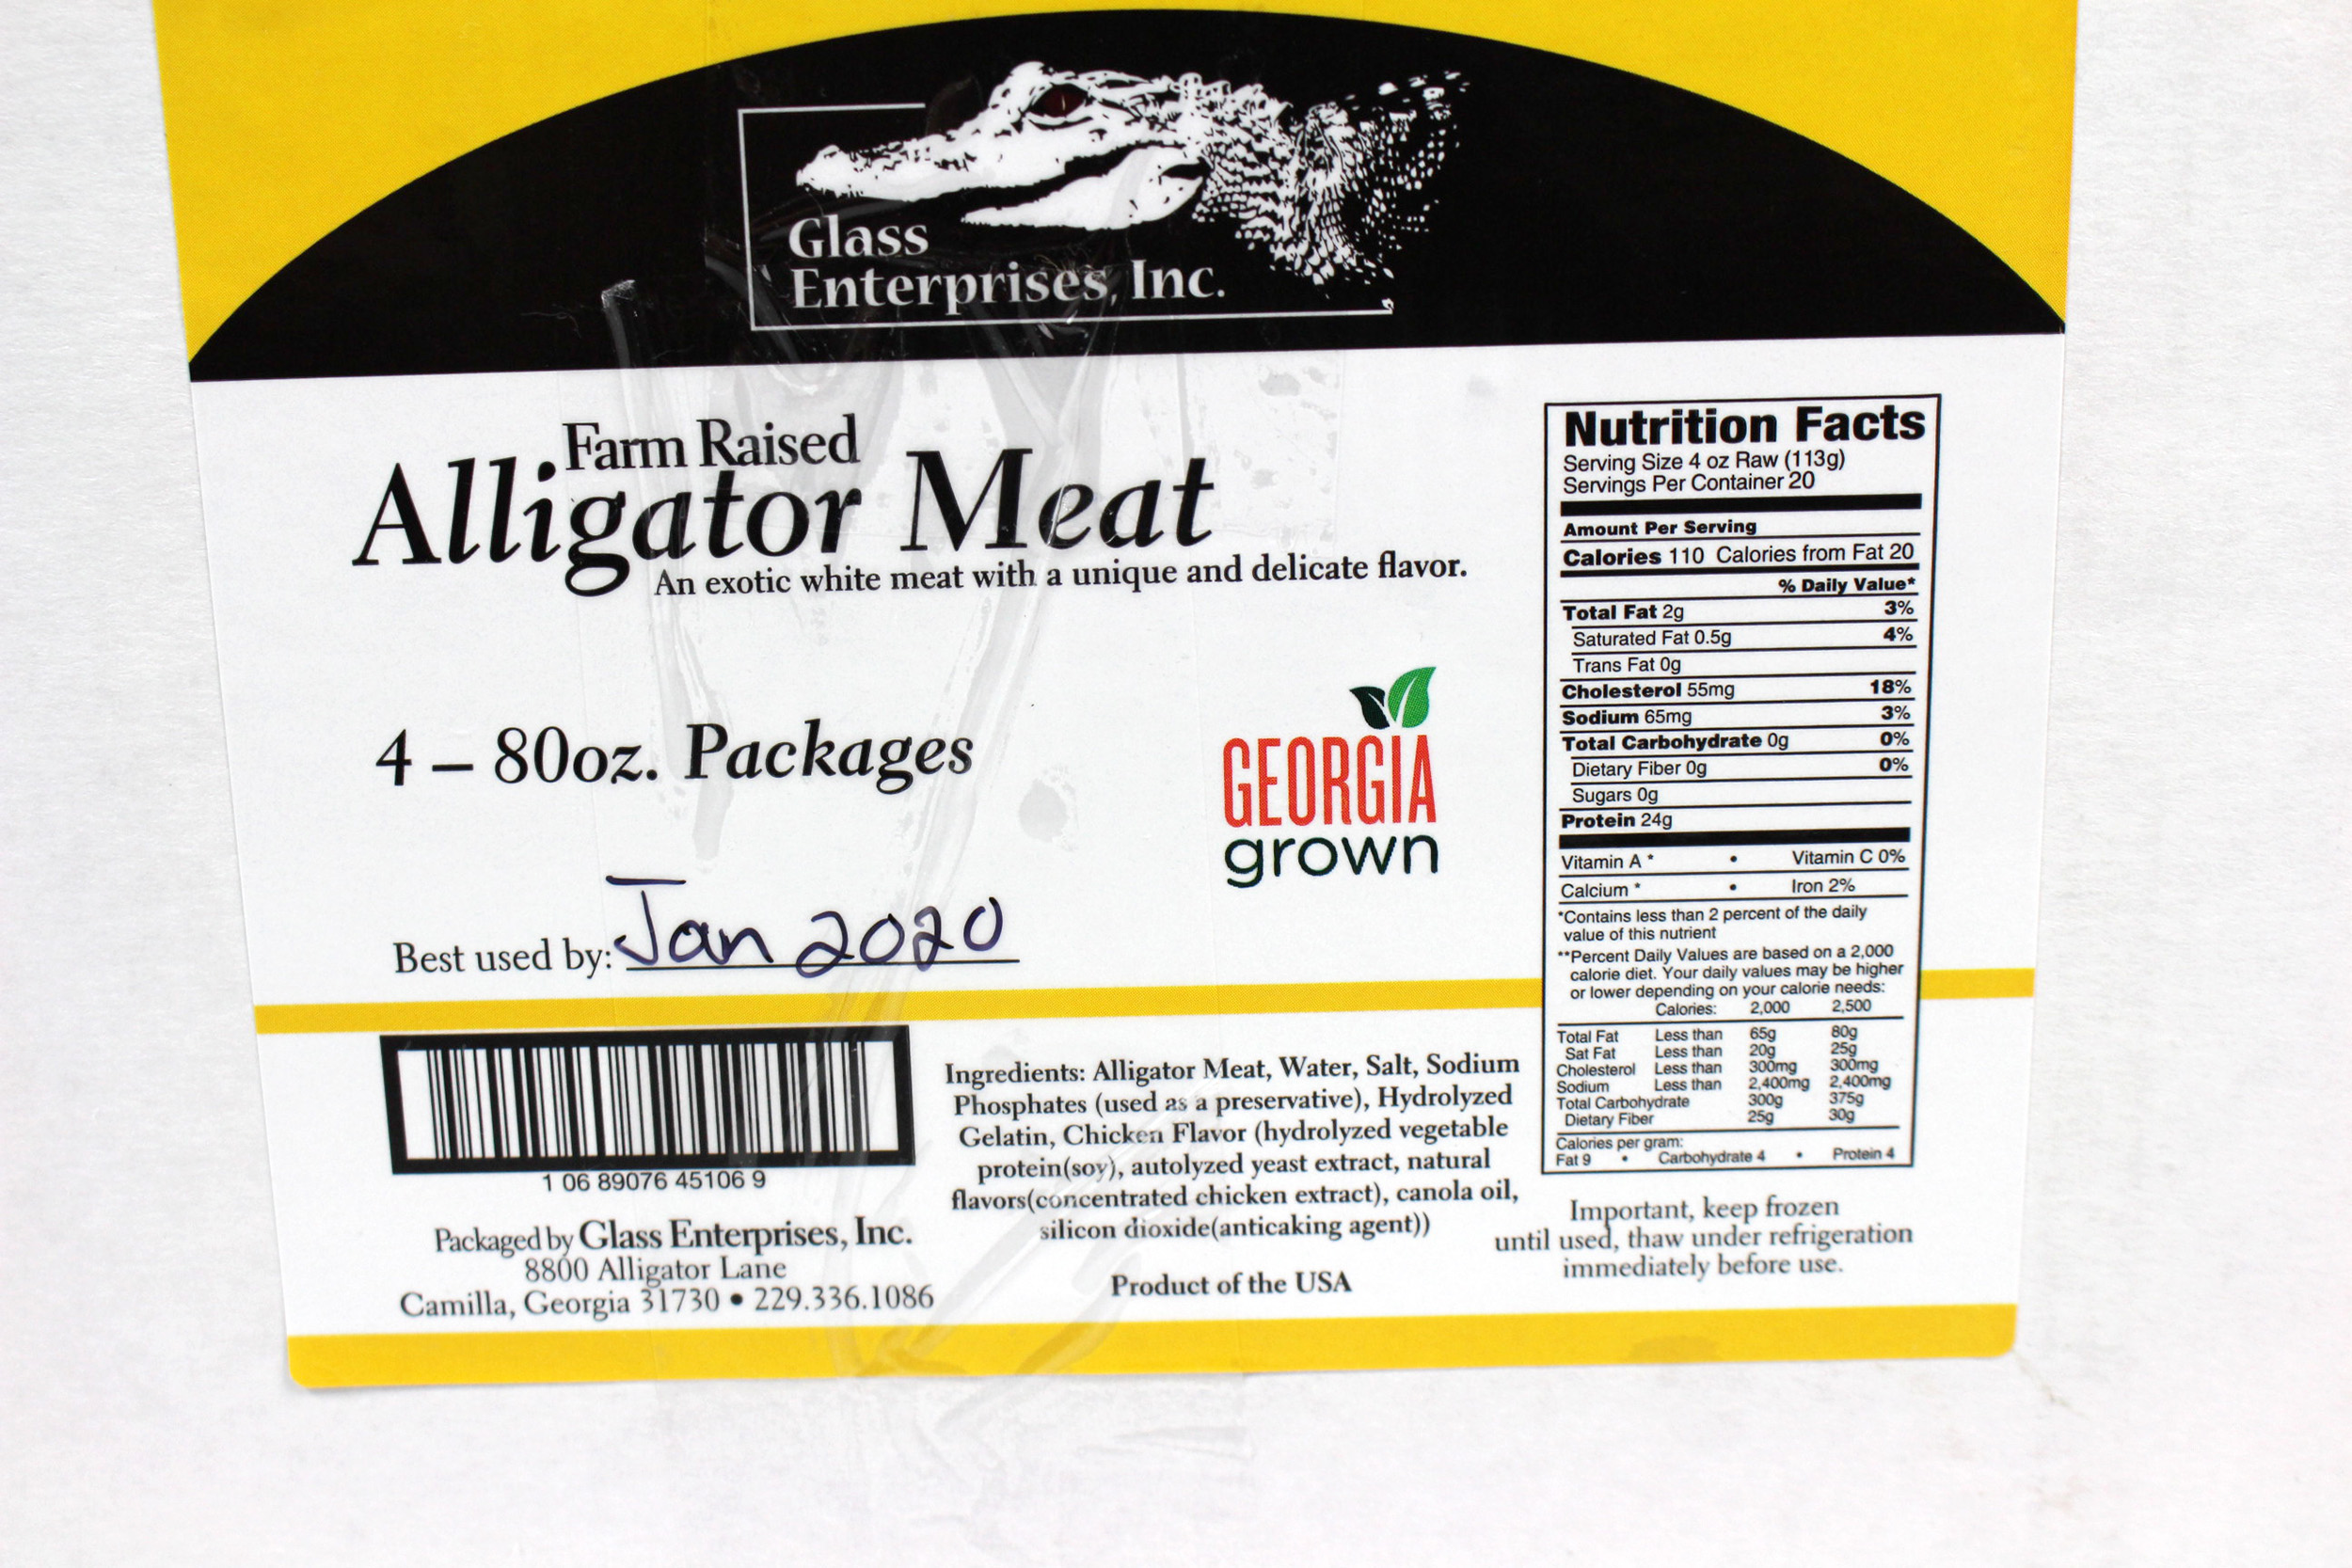 Glass
Enterprises, Inc.
Farm Raised
Alligator Meat
An exotic white meat with a unique and delicate flavor.
4 – 80oz. Packages
GEORGIA
grown
Best used by: Jan 2020
1 06 89076 45106 9
Packaged by Glass Enterprises, Inc.
8800 Alligator Lane
Camilla, Georgia 31730 • 229.336.1086
Ingredients: Alligator Meat, Water, Salt, Sodium
Phosphates (used as a preservative), Hydrolyzed
Gelatin, Chicken Flavor (hydrolyzed vegetable
protein(soy), autolyzed yeast extract, natural
flavors(concentrated chicken extract), canola oil,
silicon dioxide(anticaking agent))
Product of the USA
Nutrition Facts
Serving Size 4 oz Raw (113g)
Servings Per Container 20
Amount Per Serving
Calories 110 Calories from Fat 20
% Daily Value*
Total Fat 2g 3%
Saturated Fat 0.5g 4%
Trans Fat 0g
Cholesterol 55mg 18%
Sodium 65mg 3%
Total Carbohydrate 0g 0%
Dietary Fiber 0g 0%
Sugars 0g
Protein 24g
Vitamin A * • Vitamin C 0%
Calcium * • Iron 2%
*Contains less than 2 percent of the daily
value of this nutrient
**Percent Daily Values are based on a 2,000
calorie diet. Your daily values may be higher
or lower depending on your calorie needs:
Calories: 2,000 2,500
Total Fat Less than 65g 80g
Sat Fat Less than 20g 25g
Cholesterol Less than 300mg 300mg
Sodium Less than 2,400mg 2,400mg
Total Carbohydrate 300g 375g
Dietary Fiber 25g 30g
Calories per gram:
Fat 9 • Carbohydrate 4 • Protein 4
Important, keep frozen
until used, thaw under refrigeration
immediately before use.